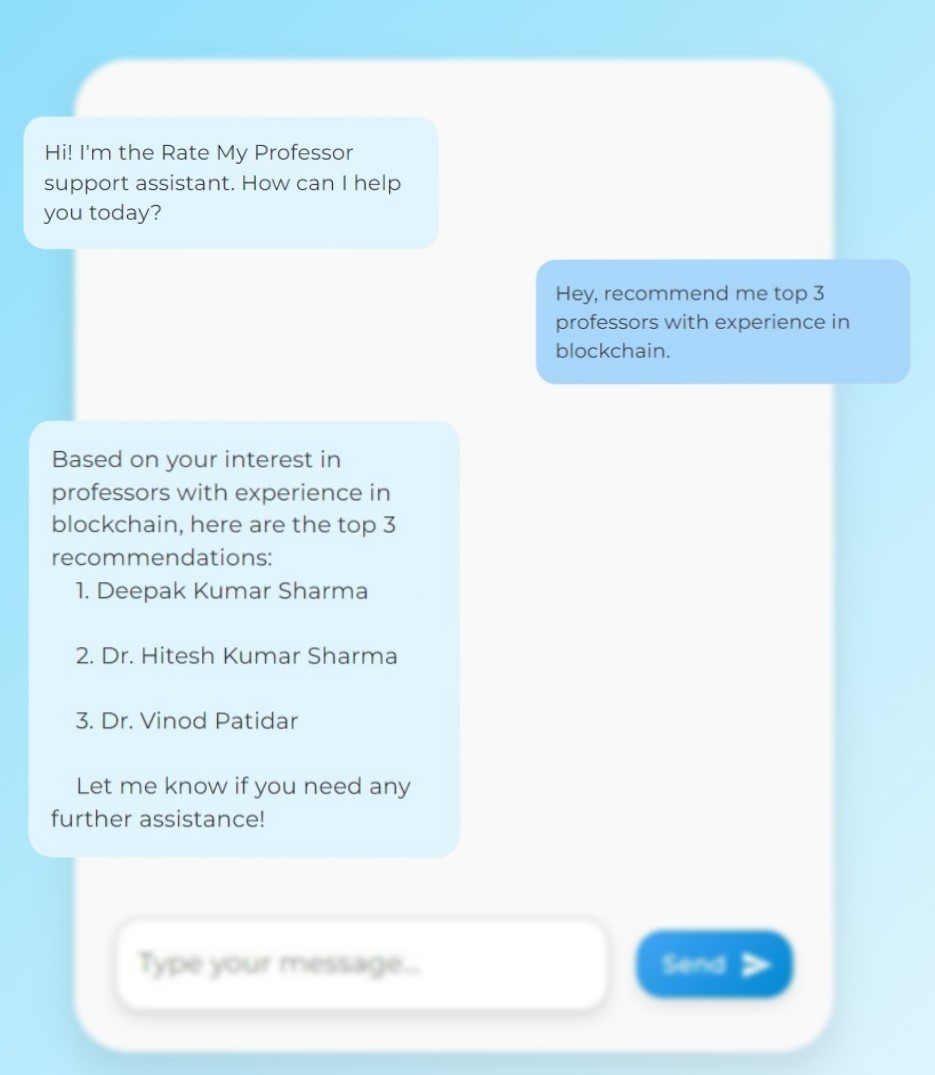 Hi! I'm the Rate My Professor
support assistant. How can I help
you today?
Hey, recommend me top 3
professors with experience in
blockchain.
Based on your interest in
professors with experience in
blockchain, here are the top 3
recommendations:
1. Deepak Kumar Sharma
2. Dr. Hitesh Kumar Sharma
3. Dr. Vinod Patidar
Let me know if you need any
further assistance!
Type your message...
Send